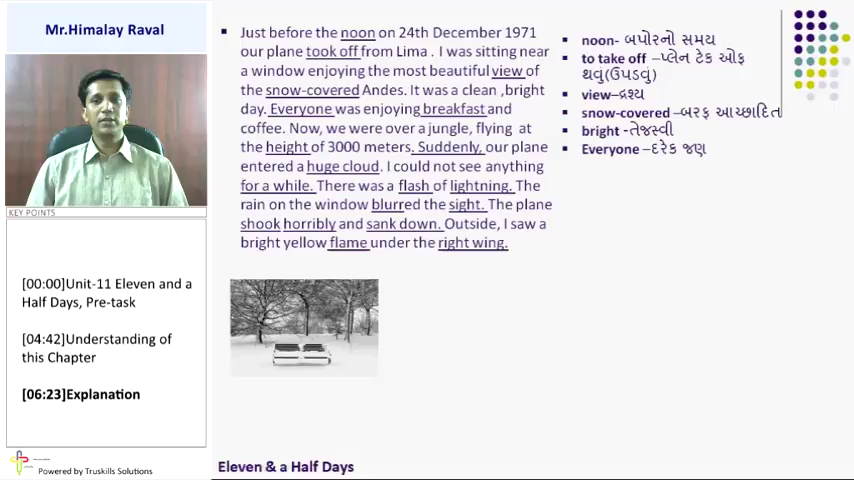 Mr.Himalay Raval
KEY POINTS
[00:00]Unit-11 Eleven and a
Half Days, Pre-task
[04:42]Understanding of
this Chapter
[06:23]Explanation
Powered by Truskills Solutions
Just before the noon on 24th December 1971
our plane took off from Lima . I was sitting near
a window enjoying the most beautiful view of
the snow-covered Andes. It was a clean ,bright
day. Everyone was enjoying breakfast and
coffee. Now, we were over a jungle, flying at
the height of 3000 meters. Suddenly, our plane
entered a huge cloud. I could not see anything
for a while. There was a flash of lightning. The
rain on the window blurred the sight. The plane
shook horribly and sank down. Outside, I saw a
bright yellow flame under the right wing.
noon- બપોરનો સમય
to take off –પ્લેન ટેક ઓફ
થવું(ઉપડવું)
view–દ્રશ્ય
snow-covered –બરફ આચ્છાદિત
bright -તેજસ્વી
Everyone –દરેક જણ
Eleven & a Half Days